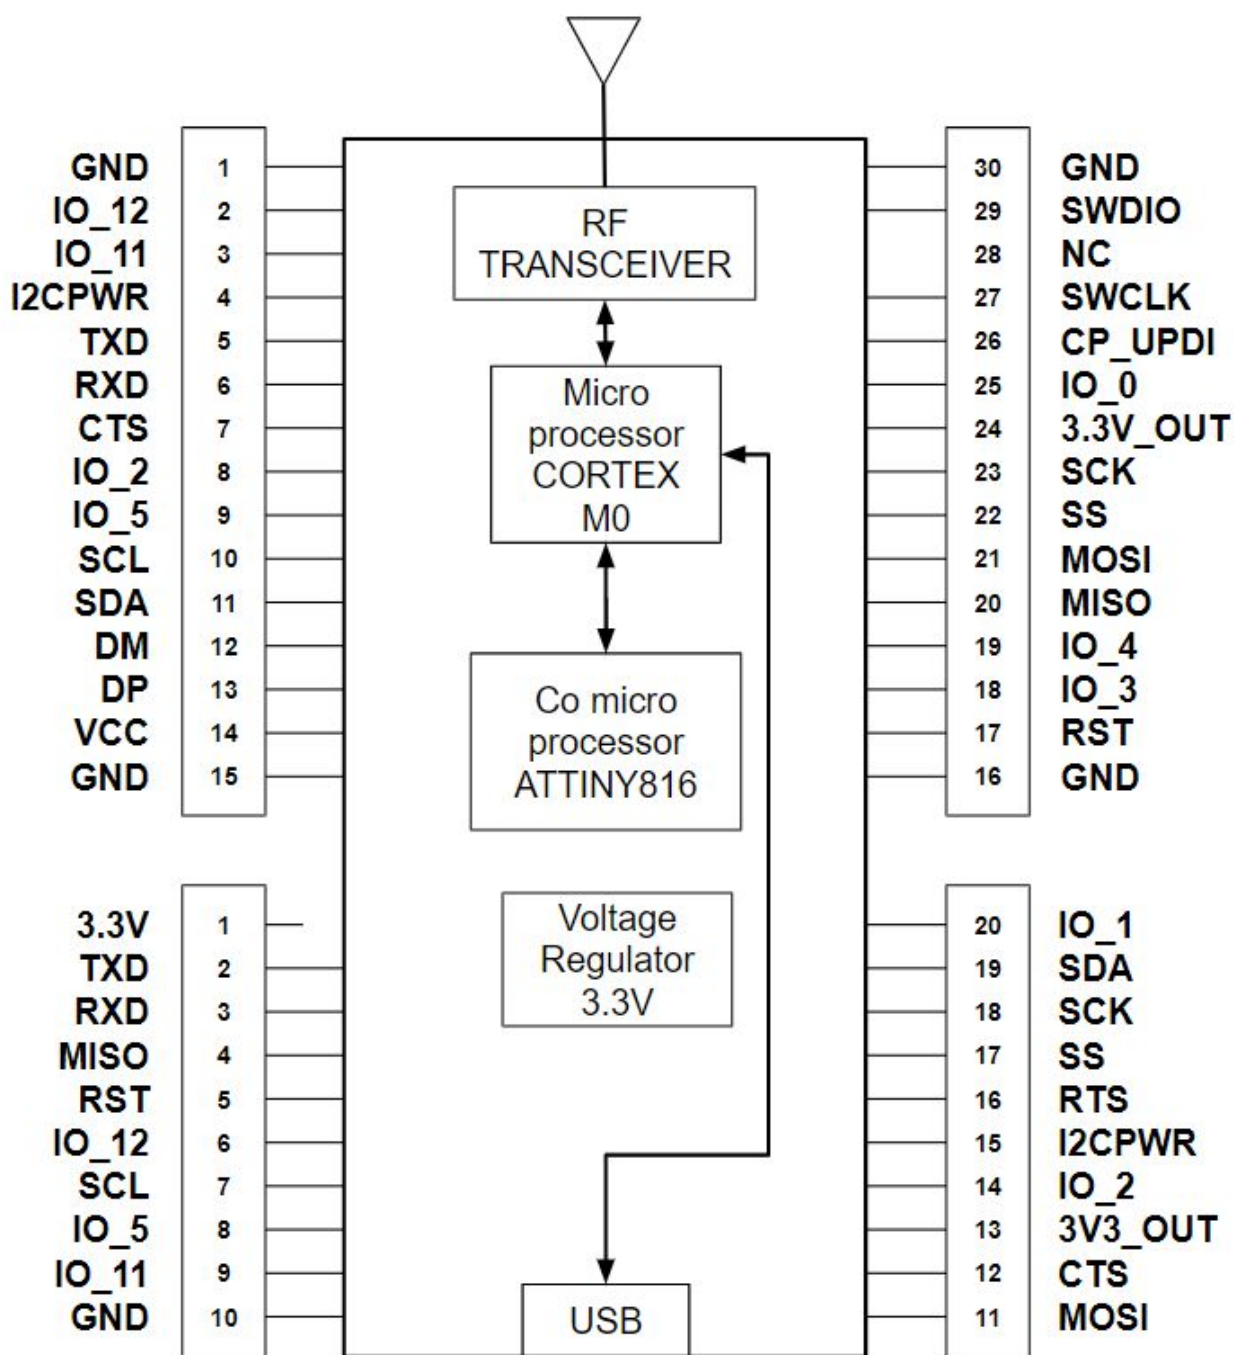 GND 1
IO_12 2
IO_11 3
I2CPWR 4
TXD 5
RXD 6
CTS 7
IO_2 8
IO_5 9
SCL 10
SDA 11
DM 12
DP 13
VCC 14
GND 15
3.3V 1
TXD 2
RXD 3
MISO 4
RST 5
IO_12 6
SCL 7
IO_5 8
IO_11 9
GND 10
RF
TRANSCEIVER
Micro
processor
CORTEX
M0
Co micro
processor
ATTINY816
Voltage
Regulator
3.3V
USB
30 GND
29 SWDIO
28 NC
27 SWCLK
26 CP_UPDI
25 IO_0
24 3.3V_OUT
23 SCK
22 SS
21 MOSI
20 MISO
19 IO_4
18 IO_3
17 RST
16 GND
20 IO_1
19 SDA
18 SCK
17 SS
16 RTS
15 I2CPWR
14 IO_2
13 3V3_OUT
12 CTS
11 MOSI